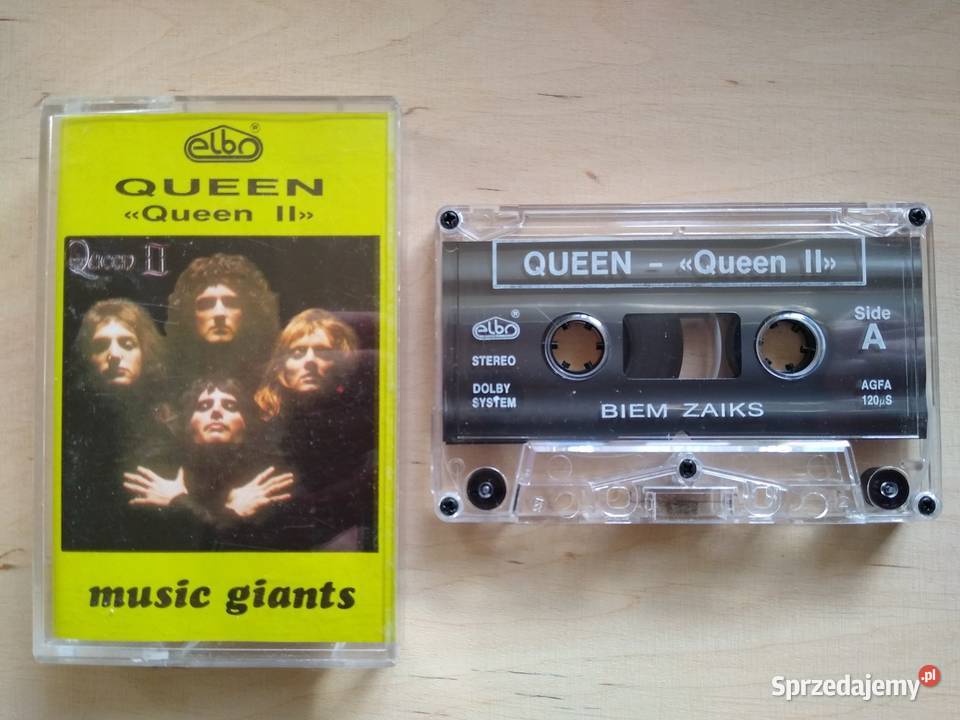 elbo ®
QUEEN
«Queen II»
Queen II
music giants
QUEEN - «Queen II»
elbo ®
STEREO
DOLBY
SYSTEM
Side
A
AGFA
120µS
BIEM ZAIKS
Sprzedajemy.pl